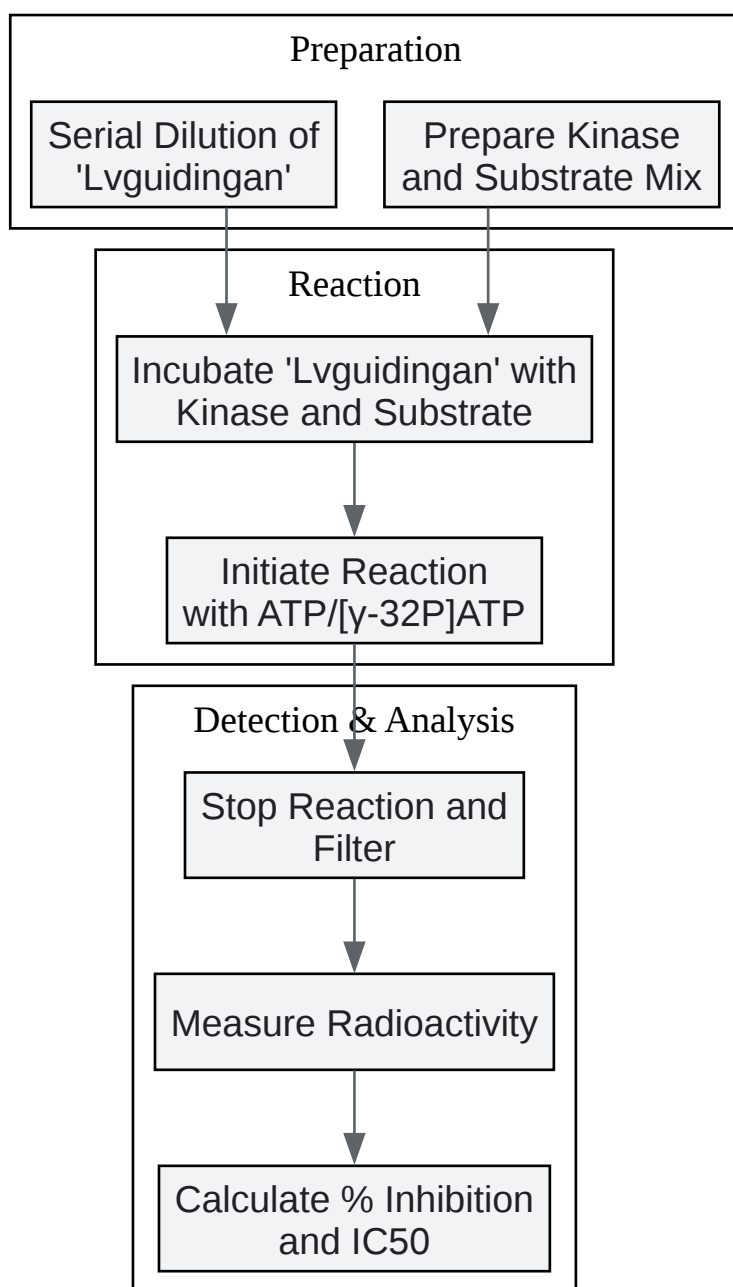 Preparation
Serial Dilution of
'Lvguidingan'
Prepare Kinase
and Substrate Mix
Reaction
Incubate 'Lvguidingan' with
Kinase and Substrate
Initiate Reaction
with ATP/[γ-32P]ATP
Detection & Analysis
Stop Reaction and
Filter
Measure Radioactivity
Calculate % Inhibition
and IC50